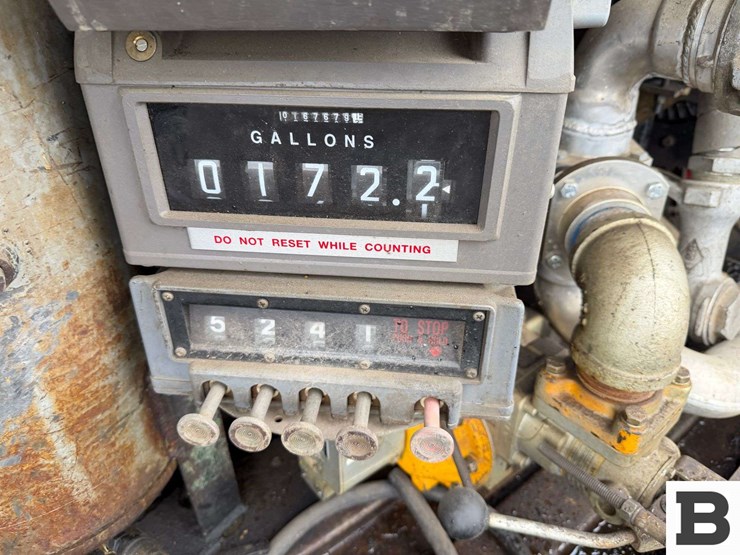 GALLONS
0172.2
DO NOT RESET WHILE COUNTING
5241
TO STOP
B